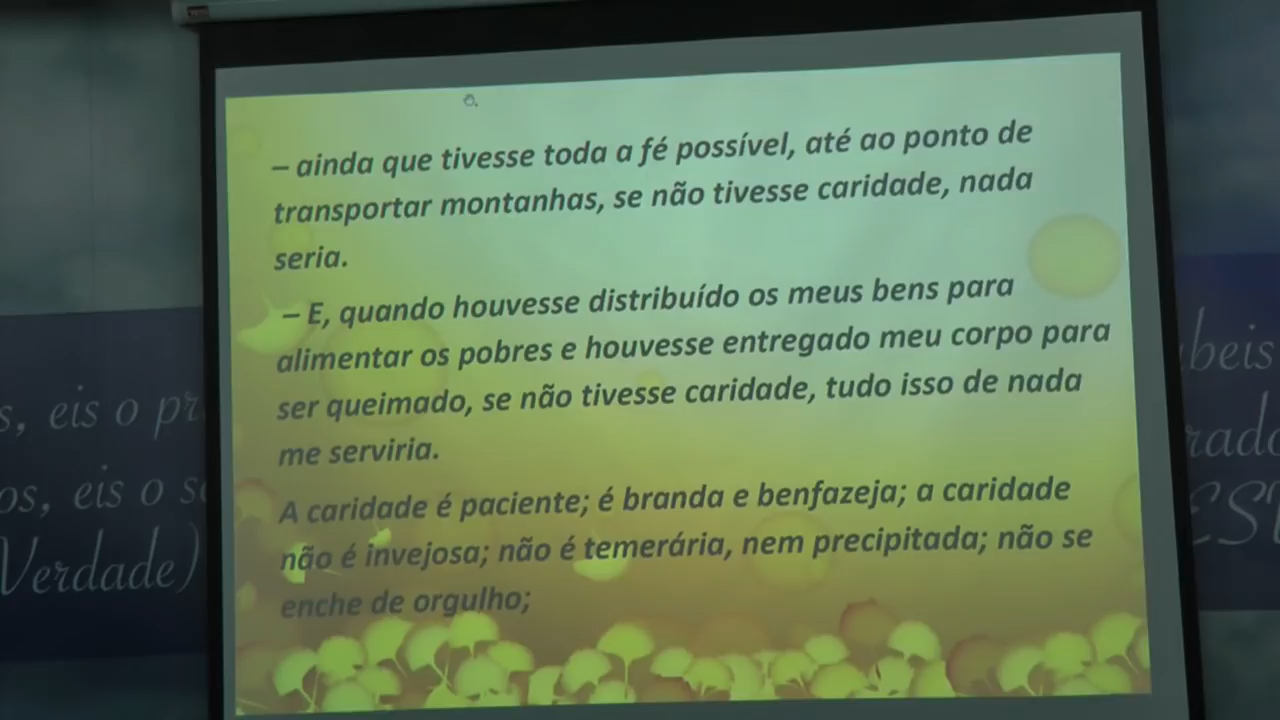 – ainda que tivesse toda a fé possível, até ao ponto de
transportar montanhas, se não tivesse caridade, nada
seria.
– E, quando houvesse distribuído os meus bens para
alimentar os pobres e houvesse entregado meu corpo para
ser queimado, se não tivesse caridade, tudo isso de nada
me serviria.
A caridade é paciente; é branda e benfazeja; a caridade
não é invejosa; não é temerária, nem precipitada; não se
enche de orgulho;
eis o
eis o
Verdade)